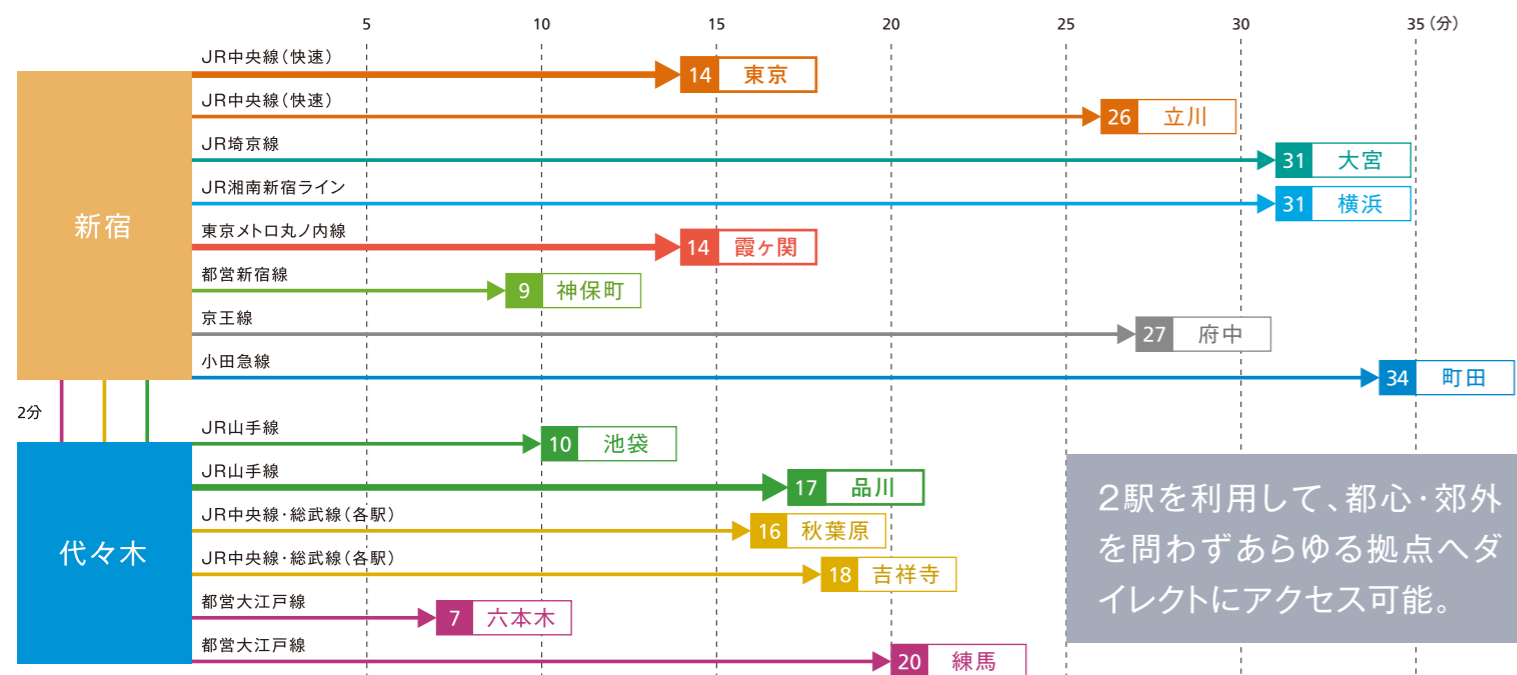 5 10 15 20 25 30 35(分)
JR中央線(快速)
14 東京
JR中央線(快速)
26 立川
JR埼京線
31 大宮
JR湘南新宿ライン
31 横浜
新宿
東京メトロ丸ノ内線
14 霞ヶ関
都営新宿線
9 神保町
京王線
27 府中
小田急線
34 町田
2分
JR山手線
10 池袋
JR山手線
17 品川
JR中央線・総武線(各駅)
16 秋葉原
代々木
JR中央線・総武線(各駅)
18 吉祥寺
都営大江戸線
7 六本木
都営大江戸線
20 練馬
2駅を利用して、都心・郊外
を問わずあらゆる拠点へダ
イレクトにアクセス可能。